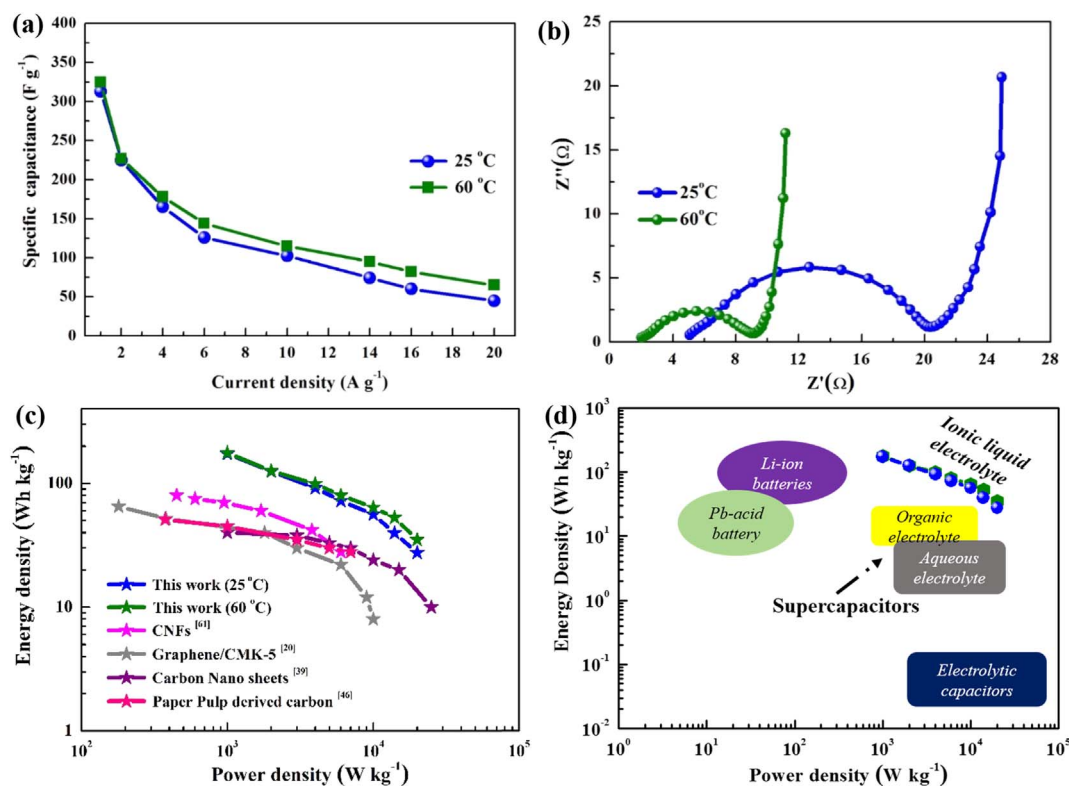 (a)
400
350
300
250
200
150
100
50
0
Specific capacitance (F g⁻¹)
25 °C
60 °C
2 4 6 8 10 12 14 16 18 20
Current density (A g⁻¹)
(b)
25
20
15
10
5
0
Z''(Ω)
25°C
60°C
0 4 8 12 16 20 24 28
Z'(Ω)
(c)
100
10
1
Energy density (Wh kg⁻¹)
This work (25 °C)
This work (60 °C)
CNFs [61]
Graphene/CMK-5 [20]
Carbon Nano sheets [39]
Paper Pulp derived carbon [46]
10² 10³ 10⁴ 10⁵
Power density (W kg⁻¹)
(d)
10³
10²
10¹
10⁰
10⁻¹
10⁻²
Energy Density (Wh kg⁻¹)
Ionic liquid
electrolyte
Li-ion
batteries
Pb-acid
battery
Organic
electrolyte
Aqueous
electrolyte
Supercapacitors
Electrolytic
capacitors
10⁰ 10¹ 10² 10³ 10⁴ 10⁵
Power density (W kg⁻¹)